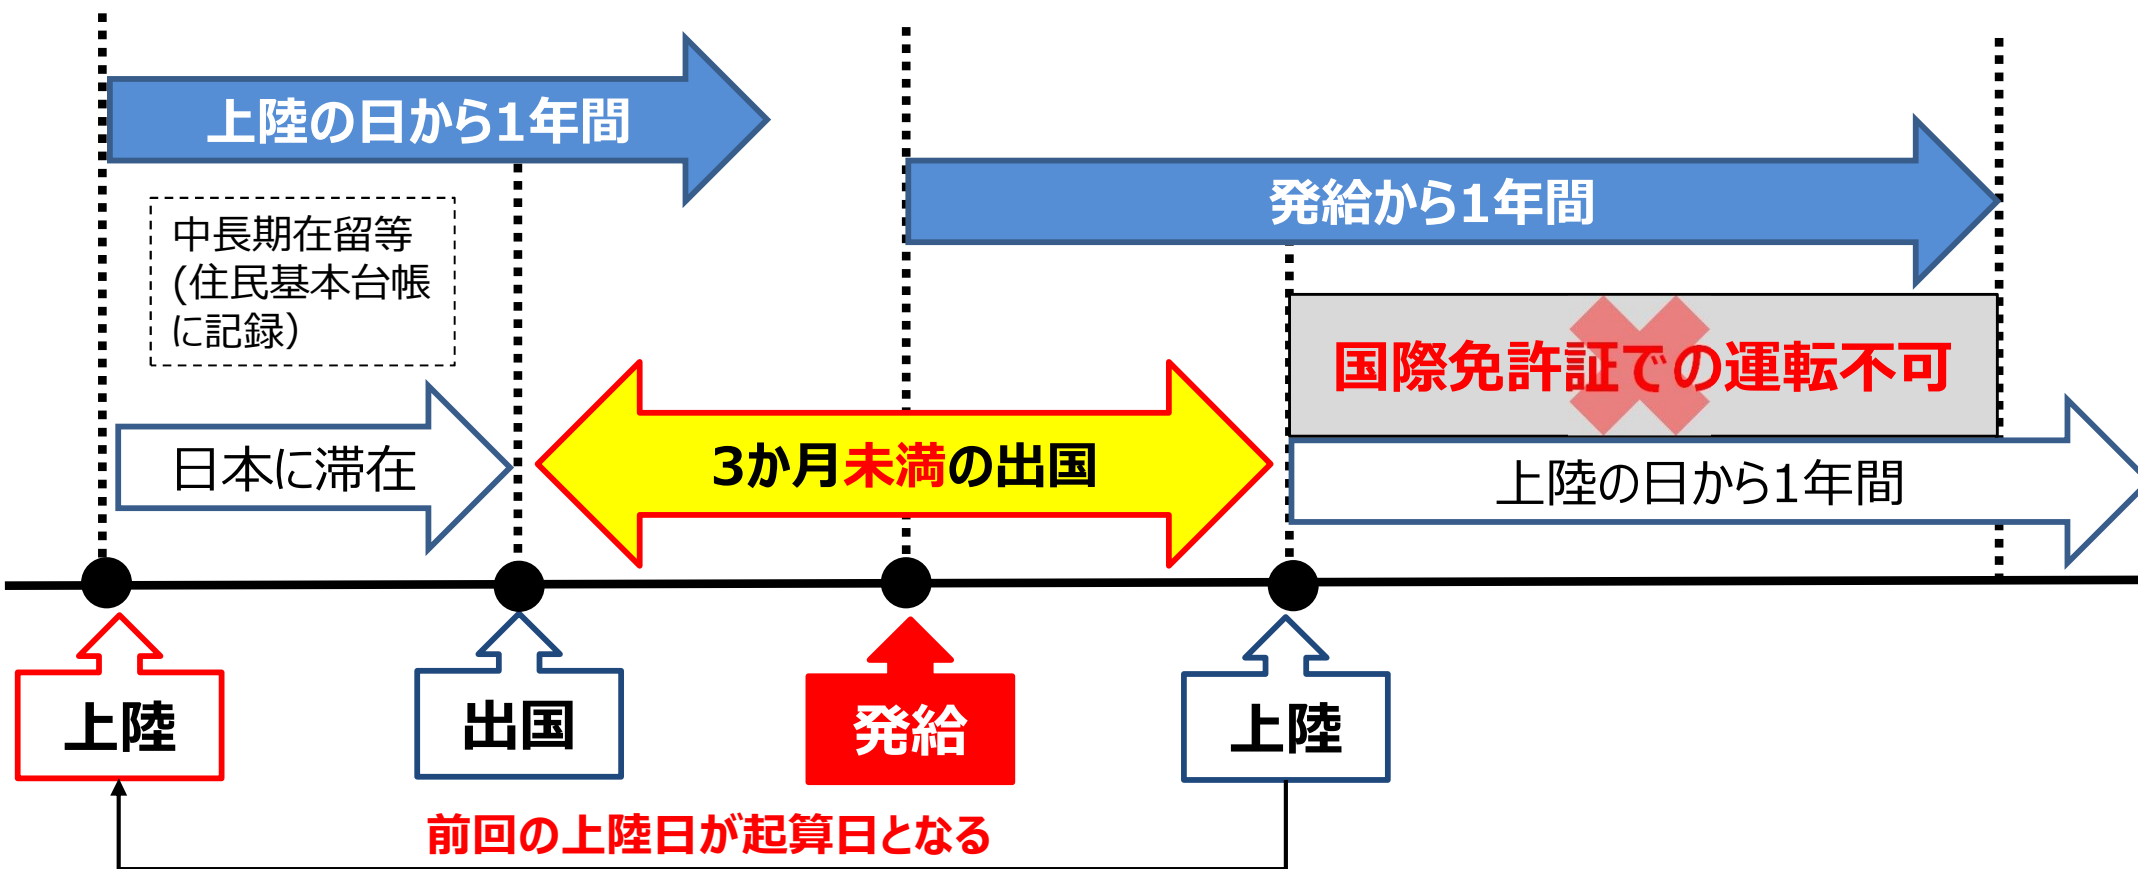 上陸の日から1年間
発給から1年間
中長期在留等
(住民基本台帳
に記録）
国際免許証での運転不可
日本に滞在
3か月未満の出国
上陸の日から1年間
上陸
出国
発給
上陸
前回の上陸日が起算日となる